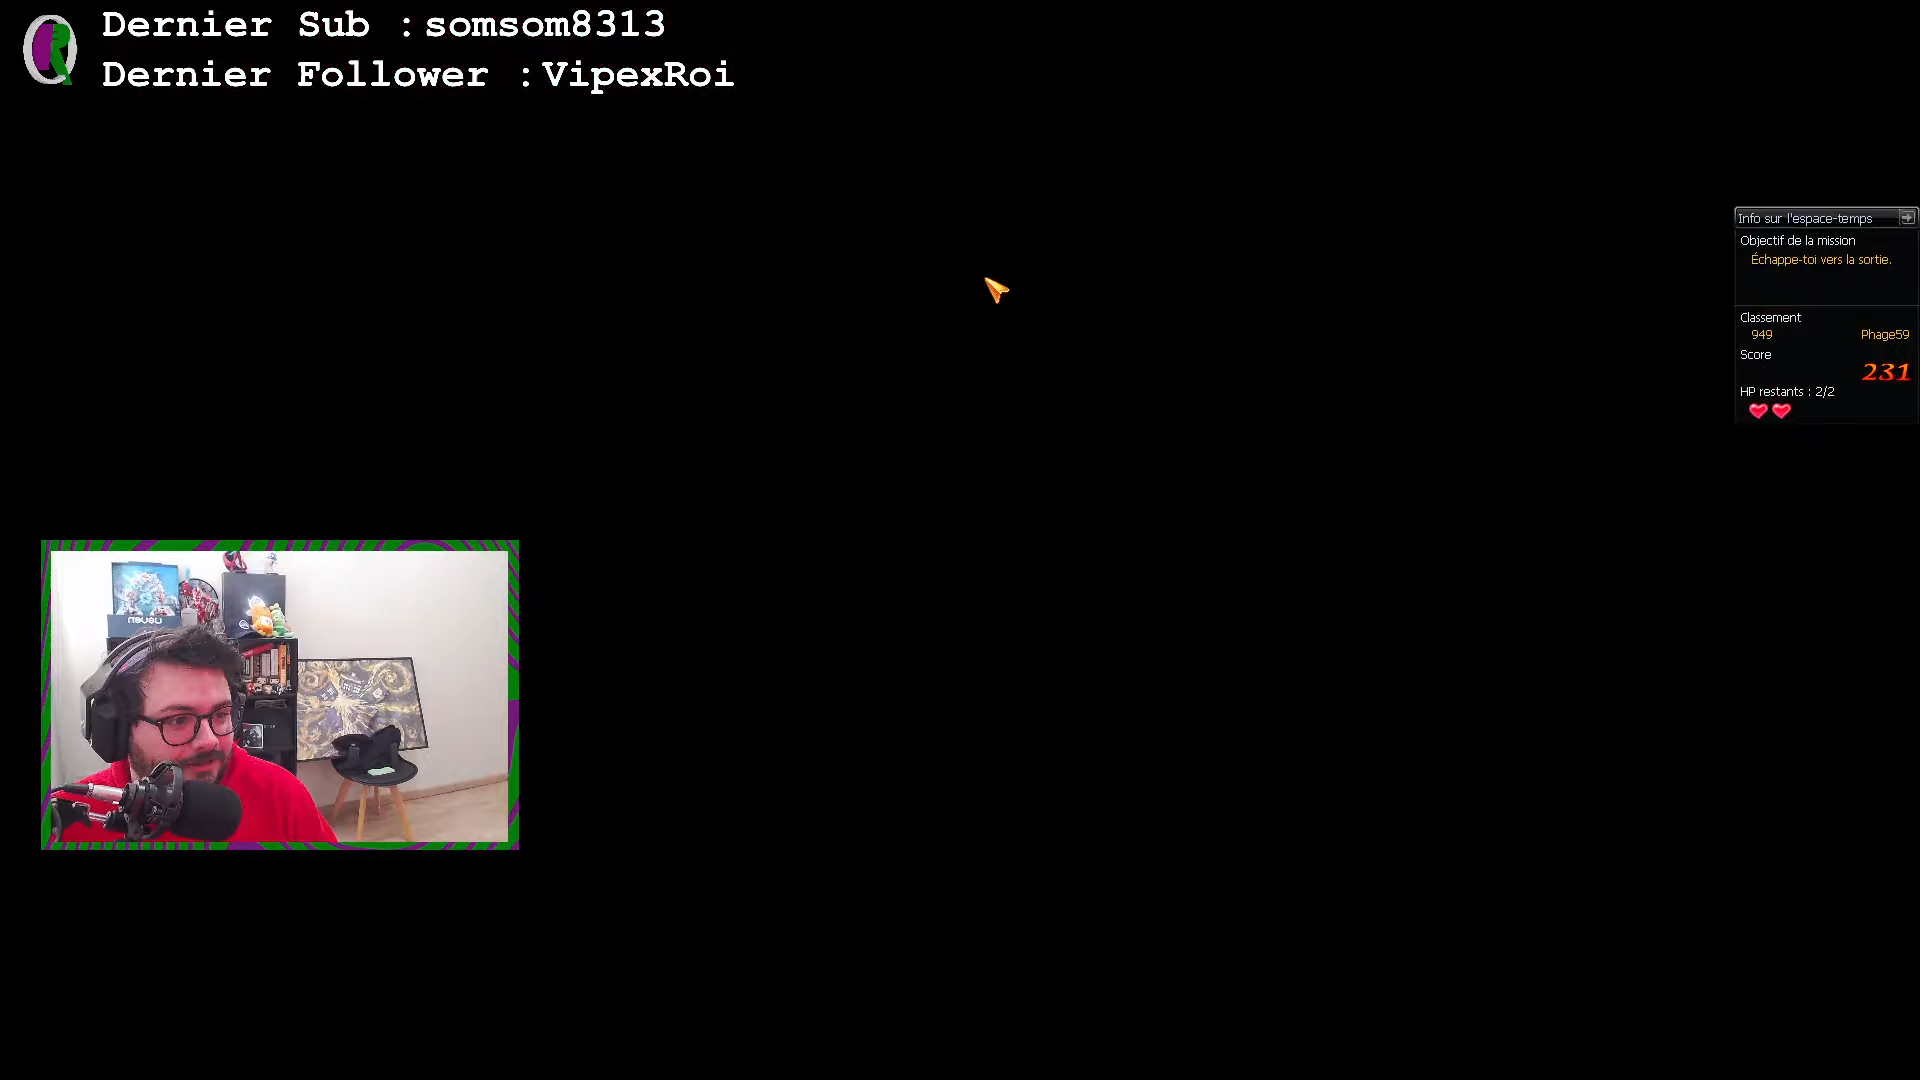 Dernier Sub : somsom8313
Dernier Follower : VipexRoi
Info sur l'espace-temps
Objectif de la mission
Échappe-toi vers la sortie.
Classement
949 Phage59
Score
231
HP restants : 2/2